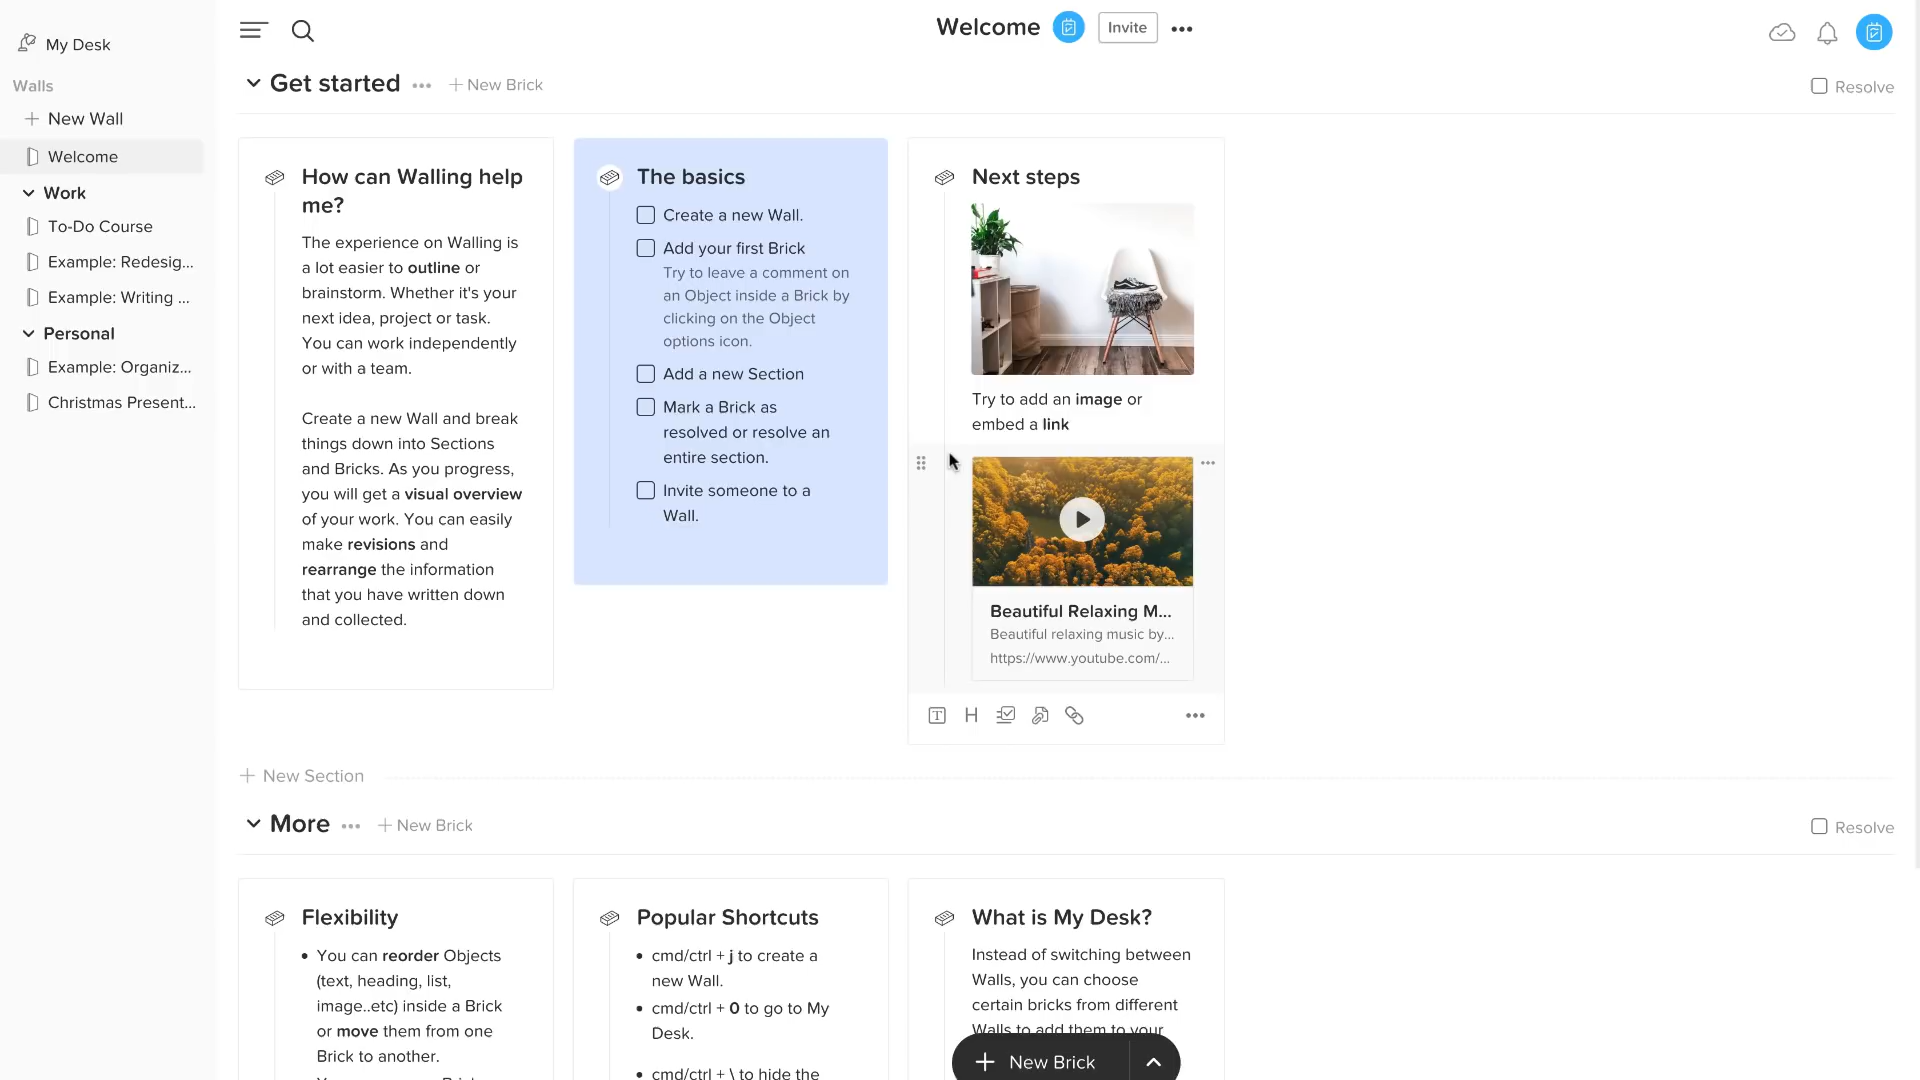 My Desk
Walls
New Wall
Welcome
Work
To-Do Course
Example: Redesig...
Example: Writing ...
Personal
Example: Organiz...
Christmas Present...
Welcome
Invite
Get started
New Brick
Resolve
How can Walling help
me?
The experience on Walling is
a lot easier to outline or
brainstorm. Whether it's your
next idea, project or task.
You can work independently
or with a team.
Create a new Wall and break
things down into Sections
and Bricks. As you progress,
you will get a visual overview
of your work. You can easily
make revisions and
rearrange the information
that you have written down
and collected.
The basics
Create a new Wall.
Add your first Brick
Try to leave a comment on
an Object inside a Brick by
clicking on the Object
options icon.
Add a new Section
Mark a Brick as
resolved or resolve an
entire section.
Invite someone to a
Wall.
Next steps
Try to add an image or
embed a link
Beautiful Relaxing M...
Beautiful relaxing music by...
https://www.youtube.com/...
T
H
New Section
More
New Brick
Resolve
Flexibility
• You can reorder Objects
(text, heading, list,
image..etc) inside a Brick
or move them from one
Brick to another.
Popular Shortcuts
• cmd/ctrl + j to create a
new Wall.
• cmd/ctrl + 0 to go to My
Desk.
• cmd/ctrl + \ to hide the
What is My Desk?
Instead of switching between
Walls, you can choose
certain bricks from different
Walls to add them to your
New Brick